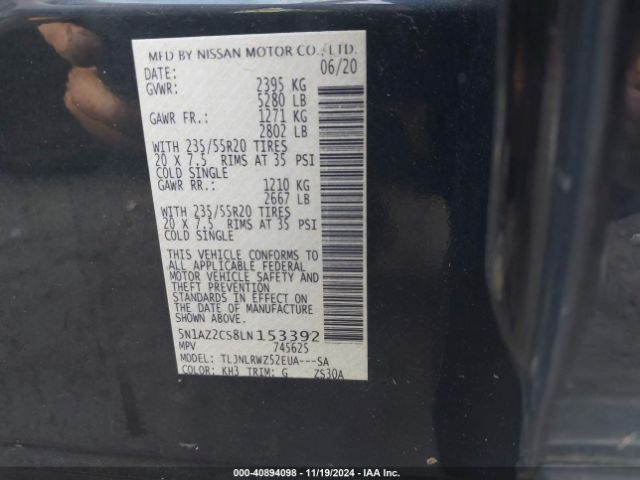 MFD BY NISSAN MOTOR CO., LTD.
DATE: 06/20
GVWR: 2395 KG
5280 LB
GAWR FR.: 1271 KG
2802 LB
WITH 235/55R20 TIRES
20 X 7.5 RIMS AT 35 PSI
COLD SINGLE
GAWR RR.: 1210 KG
2667 LB
WITH 235/55R20 TIRES
20 X 7.5 RIMS AT 35 PSI
COLD SINGLE
THIS VEHICLE CONFORMS TO
ALL APPLICABLE FEDERAL
MOTOR VEHICLE SAFETY AND
THEFT PREVENTION
STANDARDS IN EFFECT ON
THE DATE OF MANUFACTURE
ABOVE
5N1AZ2CS8LN153392
MPV 745625
MODEL: TLJNLRWZ52EUA---SA
COLOR: KH3 TRIM: G ZS30A
000-40894098 - 11/19/2024 - IAA Inc.